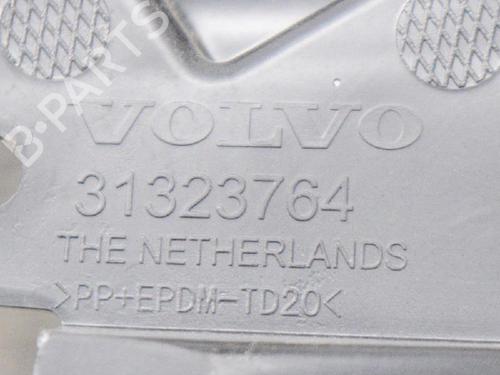 B-PARTS
VOLVO
31323764
THE NETHERLANDS
>PP+EPDM-TD20<